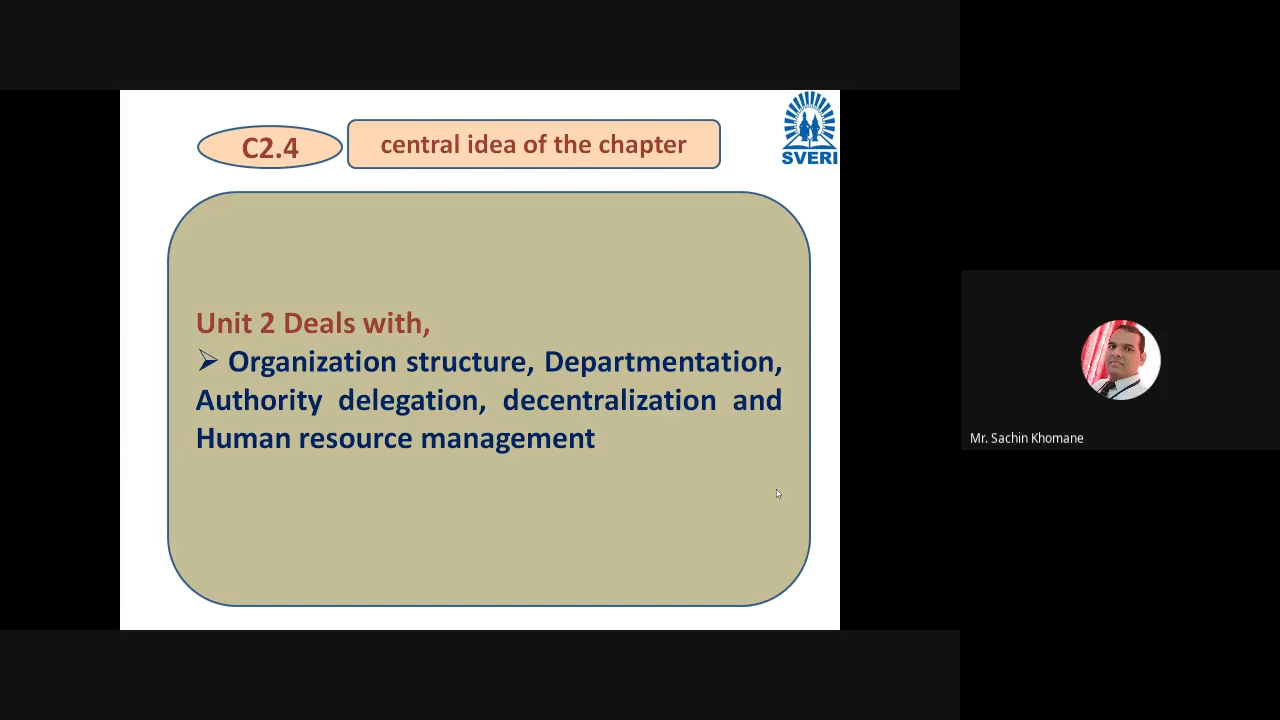 C2.4
central idea of the chapter
SVERI
Unit 2 Deals with,
➢ Organization structure, Departmentation,
Authority delegation, decentralization and
Human resource management
Mr. Sachin Khomane